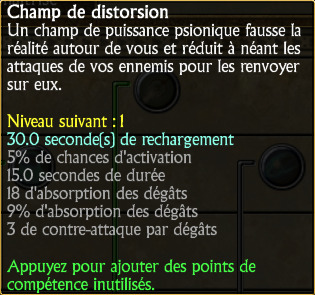 Champ de distorsion
Un champ de puissance psionique fausse la
réalité autour de vous et réduit à néant les
attaques de vos ennemis pour les renvoyer
sur eux.
Niveau suivant : 1
30.0 seconde(s) de rechargement
5% de chances d'activation
15.0 secondes de durée
18 d'absorption des dégâts
9% d'absorption des dégâts
3 de contre-attaque par dégâts
Appuyez pour ajouter des points de
compétence inutilisés.